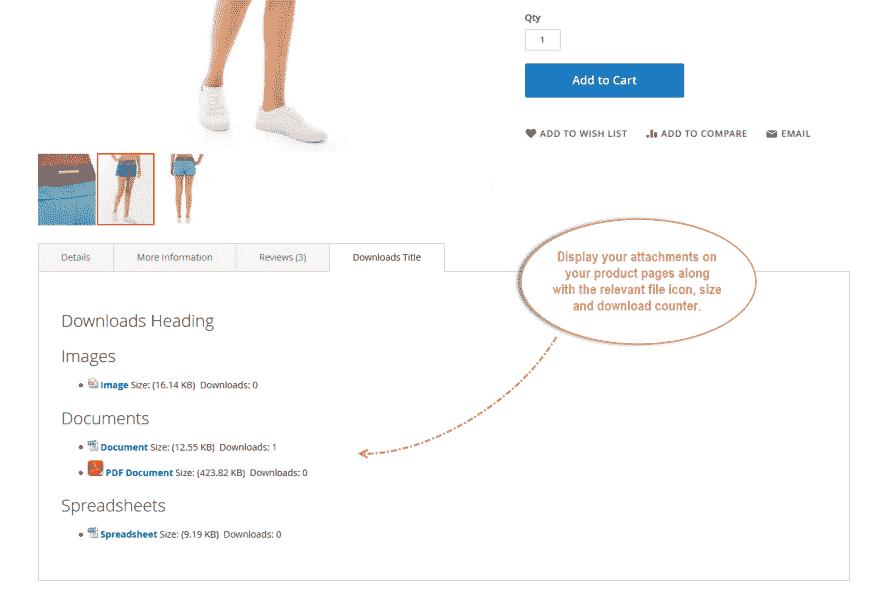 Qty
1
Add to Cart
ADD TO WISH LIST ADD TO COMPARE EMAIL
Details More Information Reviews (3) Downloads Title
Display your attachments on
your product pages along
with the relevant file icon, size
and download counter.
Downloads Heading
Images
Image Size: (16.14 KB) Downloads: 0
Documents
Document Size: (12.55 KB) Downloads: 1
PDF Document Size: (423.82 KB) Downloads: 0
Spreadsheets
Spreadsheet Size: (9.19 KB) Downloads: 0